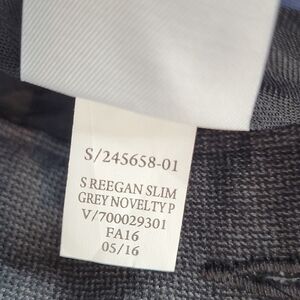 S/245658-01
S REEGAN SLIM
GREY NOVELTY P
V/700029301
FA16
05/16